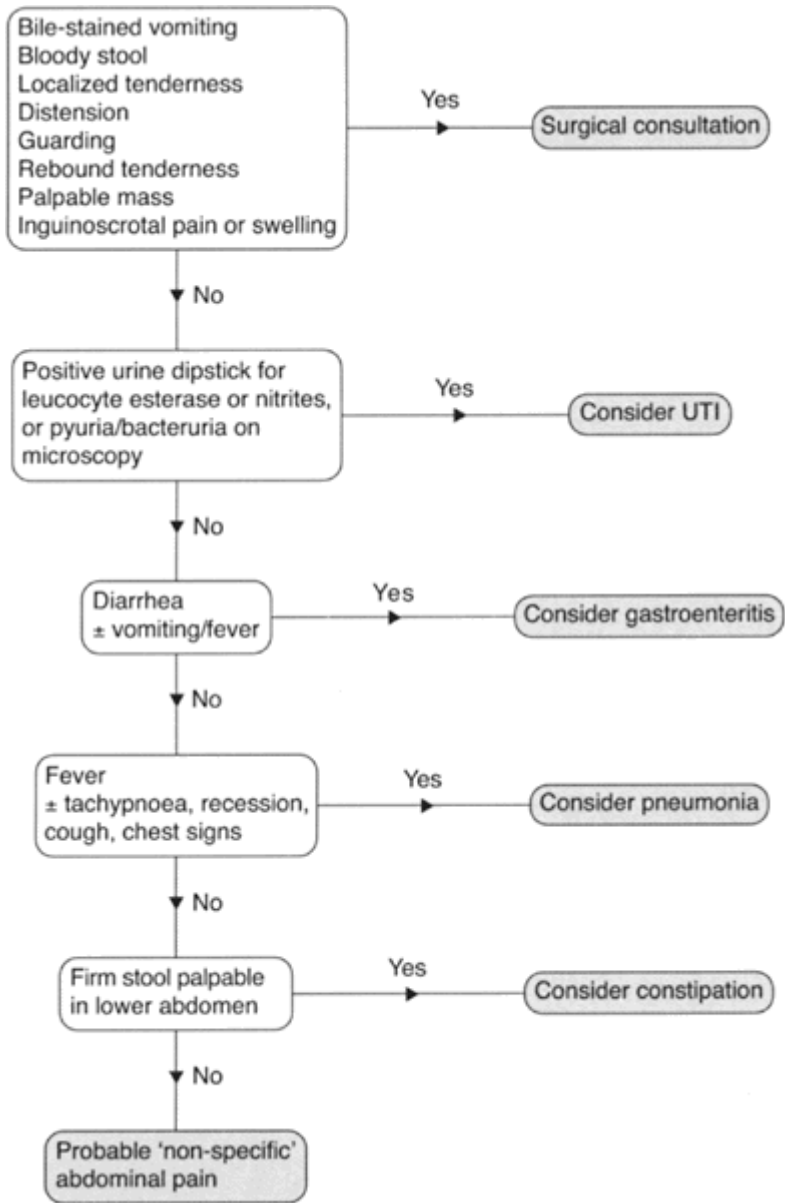 Bile-stained vomiting
Bloody stool
Localized tenderness
Distension
Guarding
Rebound tenderness
Palpable mass
Inguinoscrotal pain or swelling
Yes
Surgical consultation
No
Positive urine dipstick for
leucocyte esterase or nitrites,
or pyuria/bacteruria on
microscopy
Yes
Consider UTI
No
Diarrhea
± vomiting/fever
Yes
Consider gastroenteritis
No
Fever
± tachypnoea, recession,
cough, chest signs
Yes
Consider pneumonia
No
Firm stool palpable
in lower abdomen
Yes
Consider constipation
No
Probable ‘non-specific’
abdominal pain